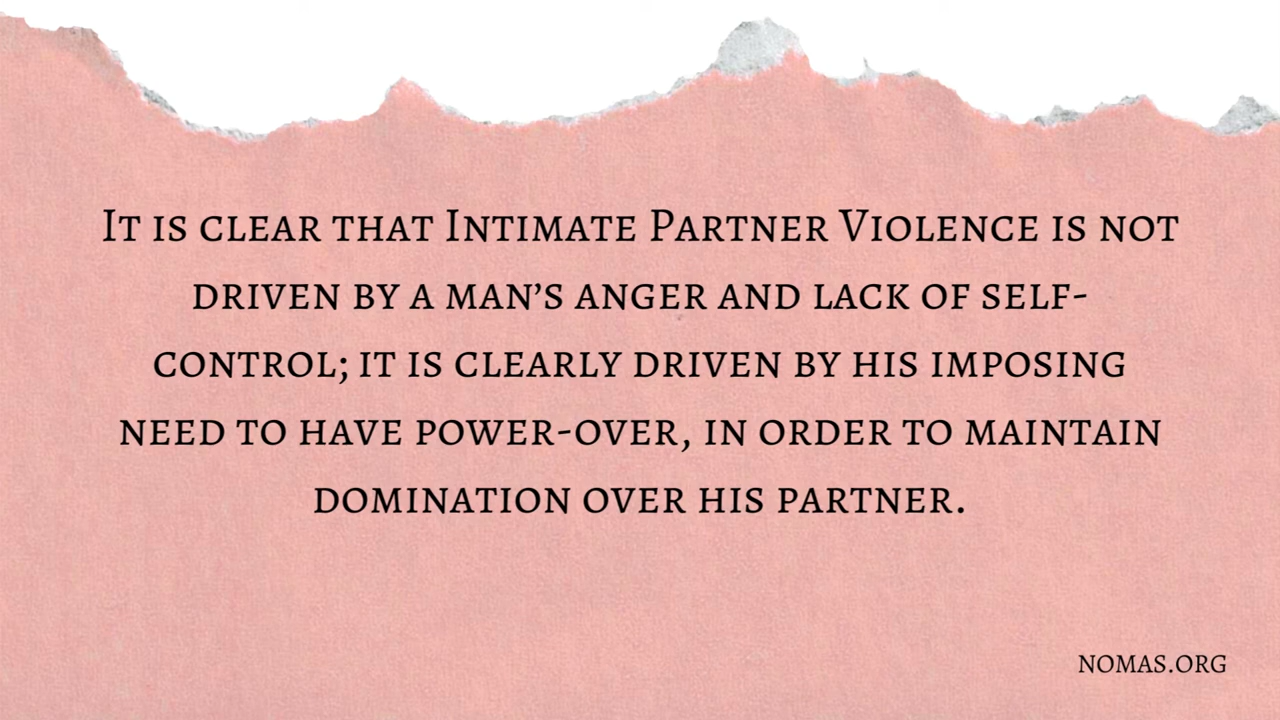 It is clear that Intimate Partner Violence is not
driven by a man’s anger and lack of self-
control; it is clearly driven by his imposing
need to have power-over, in order to maintain
domination over his partner.
nomas.org